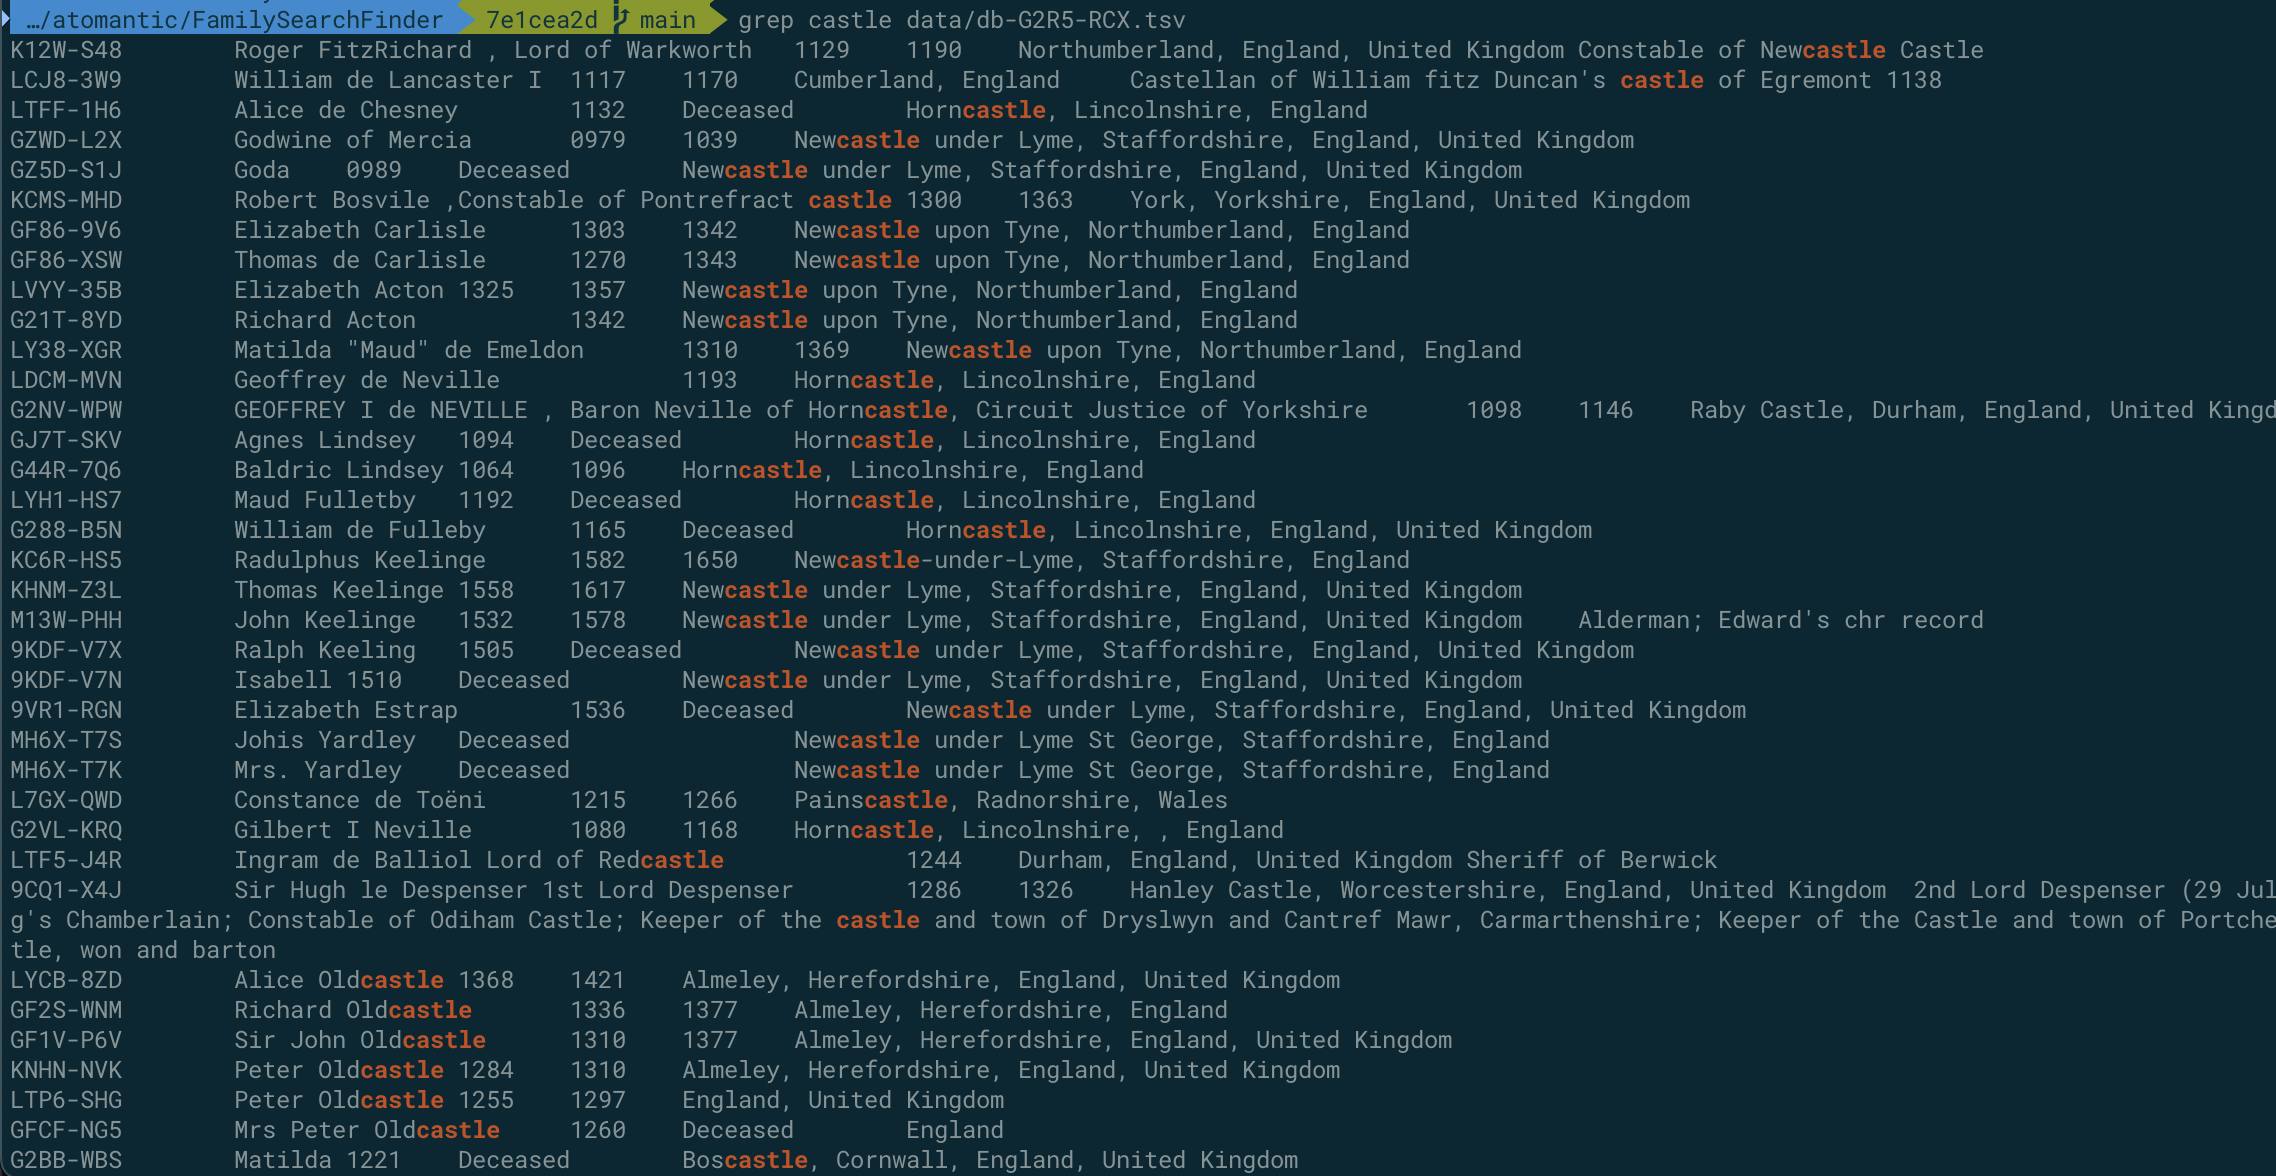 …/atomantic/FamilySearchFinder 7e1cea2d main grep castle data/db-G2R5-RCX.tsv
K12W-S48 Roger FitzRichard , Lord of Warkworth 1129 1190 Northumberland, England, United Kingdom Constable of Newcastle Castle
LCJ8-3W9 William de Lancaster I 1117 1170 Cumberland, England Castellan of William fitz Duncan's castle of Egremont 1138
LTFF-1H6 Alice de Chesney 1132 Deceased Horncastle, Lincolnshire, England
GZWD-L2X Godwine of Mercia 0979 1039 Newcastle under Lyme, Staffordshire, England, United Kingdom
GZ5D-S1J Goda 0989 Deceased Newcastle under Lyme, Staffordshire, England, United Kingdom
KCMS-MHD Robert Bosvile ,Constable of Pontrefract castle 1300 1363 York, Yorkshire, England, United Kingdom
GF86-9V6 Elizabeth Carlisle 1303 1342 Newcastle upon Tyne, Northumberland, England
GF86-XSW Thomas de Carlisle 1270 1343 Newcastle upon Tyne, Northumberland, England
LVYY-35B Elizabeth Acton 1325 1357 Newcastle upon Tyne, Northumberland, England
G21T-8YD Richard Acton 1342 Newcastle upon Tyne, Northumberland, England
LY38-XGR Matilda "Maud" de Emeldon 1310 1369 Newcastle upon Tyne, Northumberland, England
LDCM-MVN Geoffrey de Neville 1193 Horncastle, Lincolnshire, England
G2NV-WPW GEOFFREY I de NEVILLE , Baron Neville of Horncastle, Circuit Justice of Yorkshire 1098 1146 Raby Castle, Durham, England, United Kingd
GJ7T-SKV Agnes Lindsey 1094 Deceased Horncastle, Lincolnshire, England
G44R-7Q6 Baldric Lindsey 1064 1096 Horncastle, Lincolnshire, England
LYH1-HS7 Maud Fulletby 1192 Deceased Horncastle, Lincolnshire, England
G288-B5N William de Fulleby 1165 Deceased Horncastle, Lincolnshire, England, United Kingdom
KC6R-HS5 Radulphus Keelinge 1582 1650 Newcastle-under-Lyme, Staffordshire, England
KHNM-Z3L Thomas Keelinge 1558 1617 Newcastle under Lyme, Staffordshire, England, United Kingdom
M13W-PHH John Keelinge 1532 1578 Newcastle under Lyme, Staffordshire, England, United Kingdom Alderman; Edward's chr record
9KDF-V7X Ralph Keeling 1505 Deceased Newcastle under Lyme, Staffordshire, England, United Kingdom
9KDF-V7N Isabell 1510 Deceased Newcastle under Lyme, Staffordshire, England, United Kingdom
9VR1-RGN Elizabeth Estrap 1536 Deceased Newcastle under Lyme, Staffordshire, England, United Kingdom
MH6X-T7S Johis Yardley Deceased Newcastle under Lyme St George, Staffordshire, England
MH6X-T7K Mrs. Yardley Deceased Newcastle under Lyme St George, Staffordshire, England
L7GX-QWD Constance de Toëni 1215 1266 Painscastle, Radnorshire, Wales
G2VL-KRQ Gilbert I Neville 1080 1168 Horncastle, Lincolnshire, , England
LTF5-J4R Ingram de Balliol Lord of Redcastle 1244 Durham, England, United Kingdom Sheriff of Berwick
9CQ1-X4J Sir Hugh le Despenser 1st Lord Despenser 1286 1326 Hanley Castle, Worcestershire, England, United Kingdom 2nd Lord Despenser (29 Jul
g's Chamberlain; Constable of Odiham Castle; Keeper of the castle and town of Dryslwyn and Cantref Mawr, Carmarthenshire; Keeper of the Castle and town of Portche
tle, won and barton
LYCB-8ZD Alice Oldcastle 1368 1421 Almeley, Herefordshire, England, United Kingdom
GF2S-WNM Richard Oldcastle 1336 1377 Almeley, Herefordshire, England
GF1V-P6V Sir John Oldcastle 1310 1377 Almeley, Herefordshire, England, United Kingdom
KNHN-NVK Peter Oldcastle 1284 1310 Almeley, Herefordshire, England, United Kingdom
LTP6-SHG Peter Oldcastle 1255 1297 England, United Kingdom
GFCF-NG5 Mrs Peter Oldcastle 1260 Deceased England
G2BB-WBS Matilda 1221 Deceased Boscastle, Cornwall, England, United Kingdom